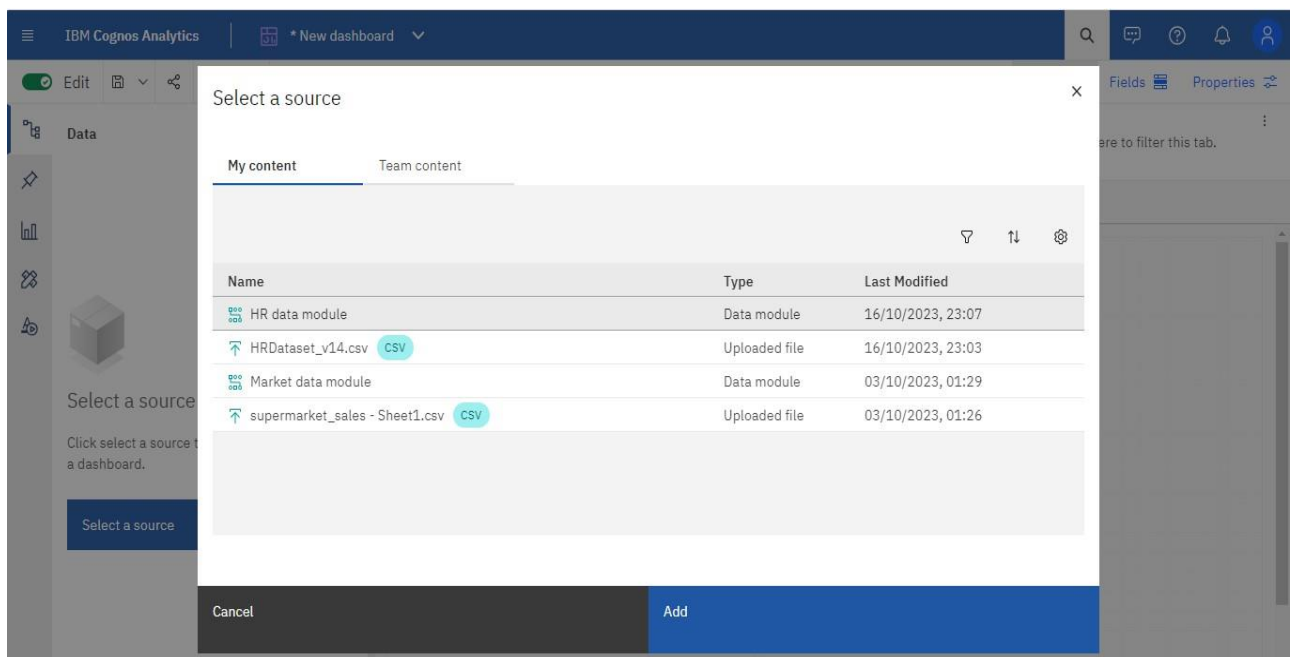 IBM Cognos Analytics
* New dashboard
Edit
Fields
Properties
Data
ere to filter this tab.
Select a source
Click select a source t
a dashboard.
Select a source
Select a source
My content Team content
Name Type Last Modified
HR data module Data module 16/10/2023, 23:07
HRDataset_v14.csv CSV Uploaded file 16/10/2023, 23:03
Market data module Data module 03/10/2023, 01:29
supermarket_sales - Sheet1.csv CSV Uploaded file 03/10/2023, 01:26
Cancel Add